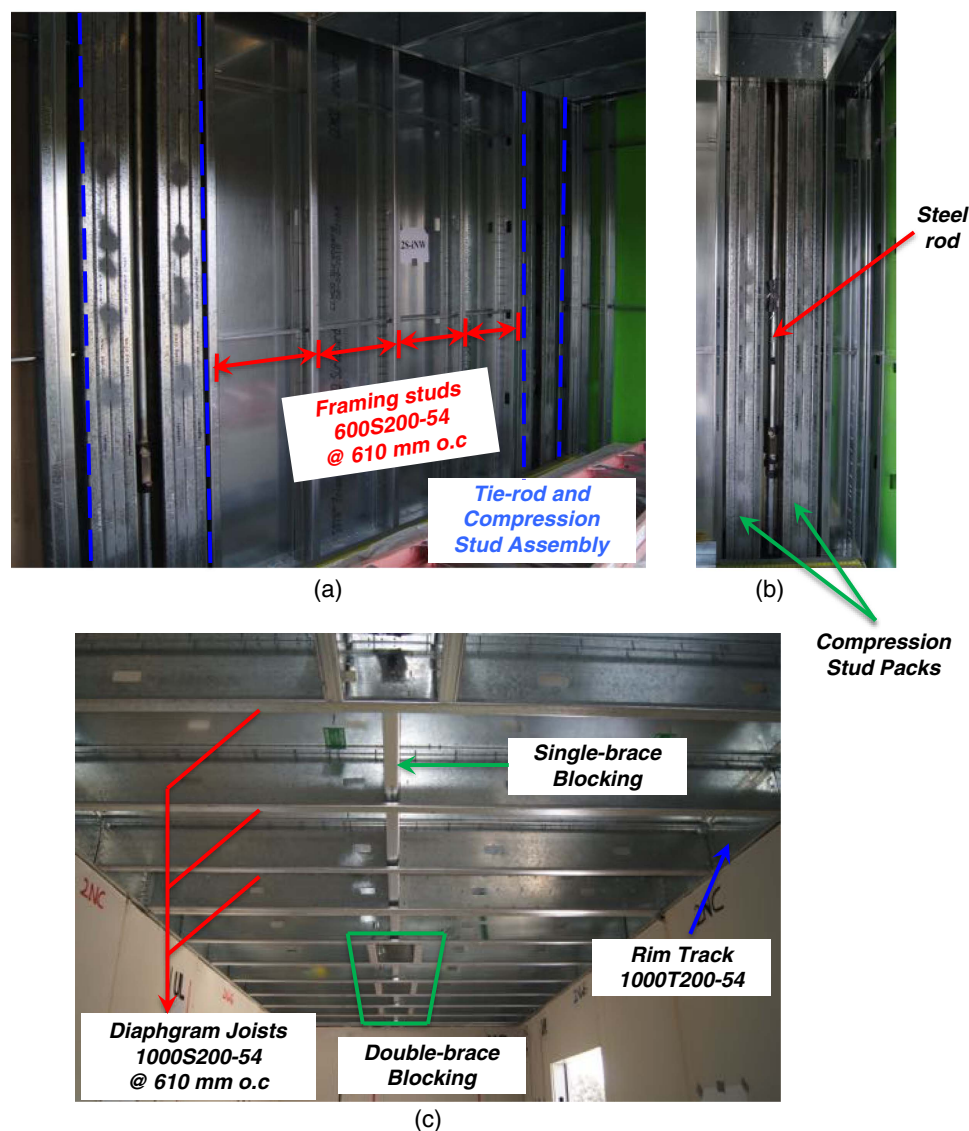 2S-iNW
Framing studs
600S200-54
@ 610 mm o.c
Tie-rod and
Compression
Stud Assembly
(a)
Steel
rod
(b)
Compression
Stud Packs
Single-brace
Blocking
2NC
2NC
UL
Rim Track
1000T200-54
Diaphgram Joists
1000S200-54
@ 610 mm o.c
Double-brace
Blocking
(c)